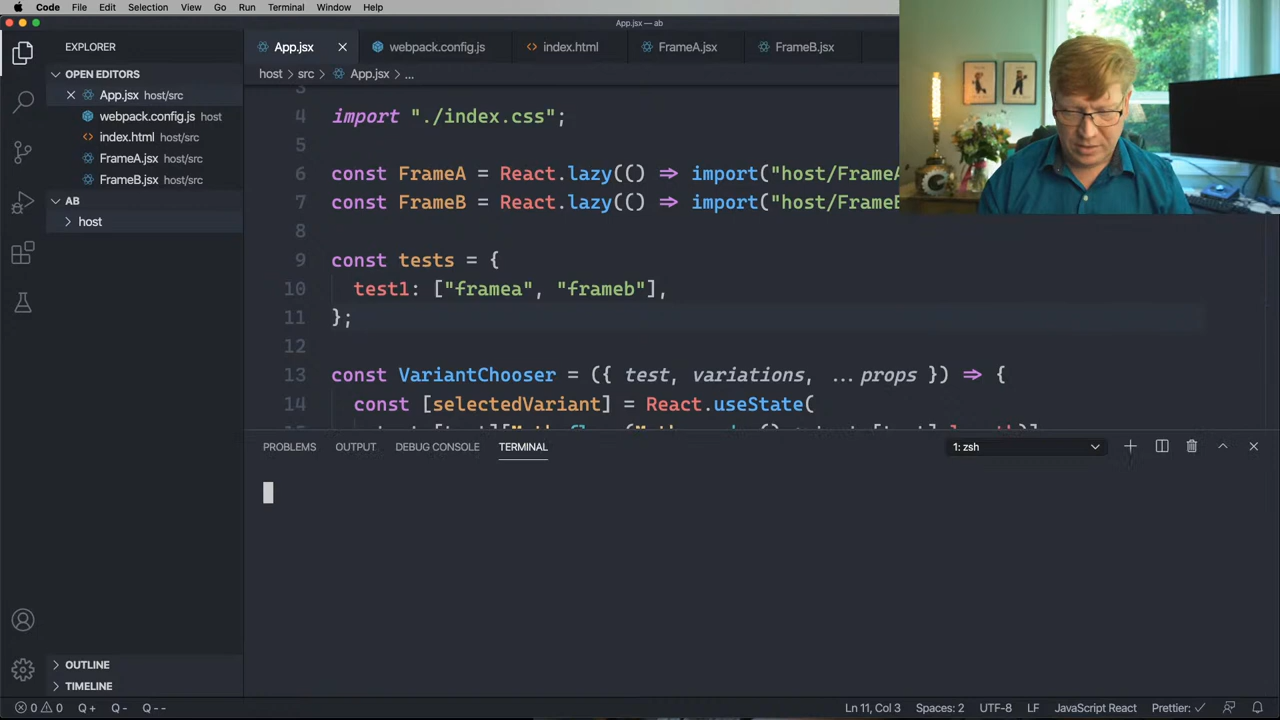 Code File Edit Selection View Go Run Terminal Window Help
App.jsx — ab
EXPLORER
OPEN EDITORS
App.jsx host/src
webpack.config.js host
index.html host/src
FrameA.jsx host/src
FrameB.jsx host/src
AB
host
OUTLINE
TIMELINE
App.jsx webpack.config.js index.html FrameA.jsx FrameB.jsx
host > src > App.jsx > ...
4 import "./index.css";
5
6 const FrameA = React.lazy(() => import("host/FrameA
7 const FrameB = React.lazy(() => import("host/FrameB
8
9 const tests = {
10 test1: ["framea", "frameb"],
11 };
12
13 const VariantChooser = ({ test, variations, ...props }) => {
14 const [selectedVariant] = React.useState(
PROBLEMS OUTPUT DEBUG CONSOLE TERMINAL 1: zsh
0 0 Q+ Q- Q-- Ln 11, Col 3 Spaces: 2 UTF-8 LF JavaScript React Prettier: ✓